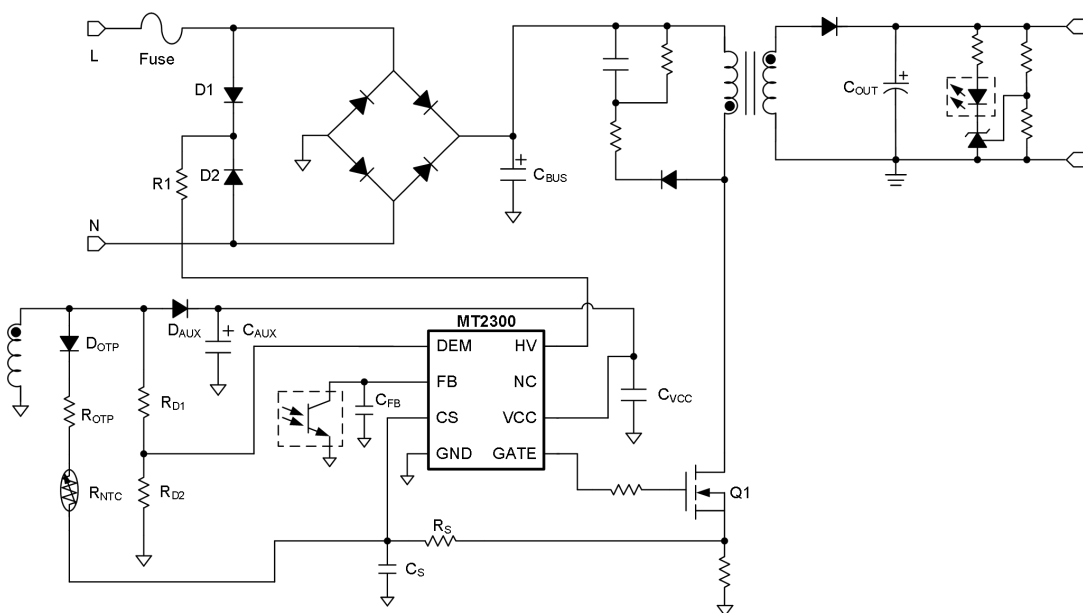 L
Fuse
D1
D2
R1
N
CBUS
COUT
+
+
DAUX
+
CAUX
DOTP
ROTP
RNTC
RD1
RD2
MT2300
DEM
HV
FB
NC
CS
VCC
GND
GATE
CFB
CVCC
Q1
RS
CS